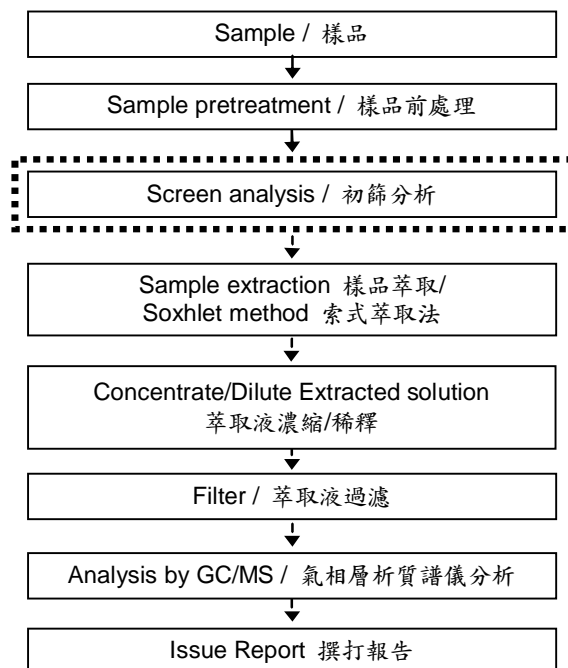 Sample / 樣品
Sample pretreatment / 樣品前處理
Screen analysis / 初篩分析
Sample extraction 樣品萃取/
Soxhlet method 索式萃取法
Concentrate/Dilute Extracted solution
萃取液濃縮/稀釋
Filter / 萃取液過濾
Analysis by GC/MS / 氣相層析質譜儀分析
Issue Report 撰打報告